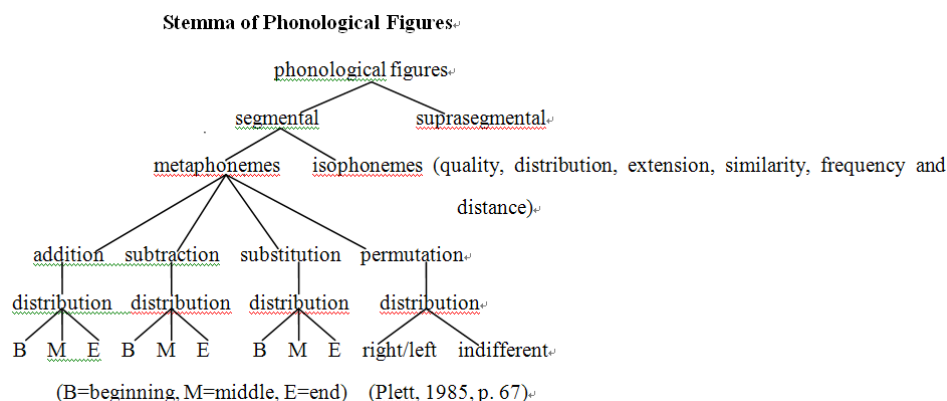 Stemma of Phonological Figures
phonological figures
segmental suprasegmental
metaphonemes isophonemes (quality, distribution, extension, similarity, frequency and
distance)
addition subtraction substitution permutation
distribution distribution distribution distribution
B M E B M E B M E right/left indifferent
(B=beginning, M=middle, E=end) (Plett, 1985, p. 67)